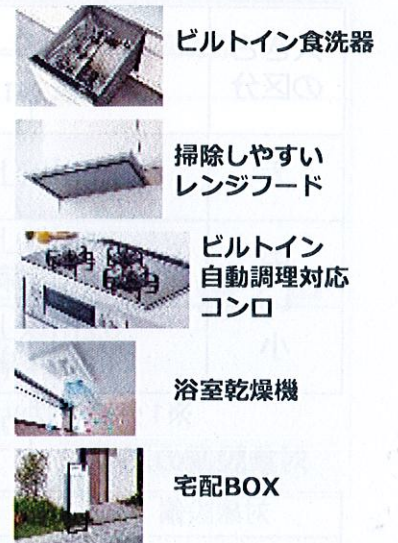 ビルトイン食洗器
掃除しやすい
レンジフード
ビルトイン
自動調理対応
コンロ
浴室乾燥機
宅配BOX